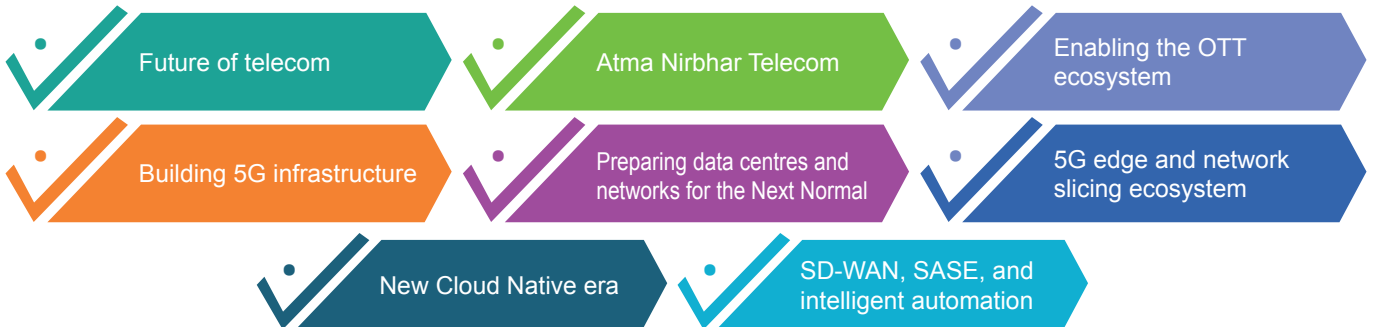 Future of telecom
Atma Nirbhar Telecom
Enabling the OTT
ecosystem
Building 5G infrastructure
Preparing data centres and
networks for the Next Normal
5G edge and network
slicing ecosystem
New Cloud Native era
SD-WAN, SASE, and
intelligent automation